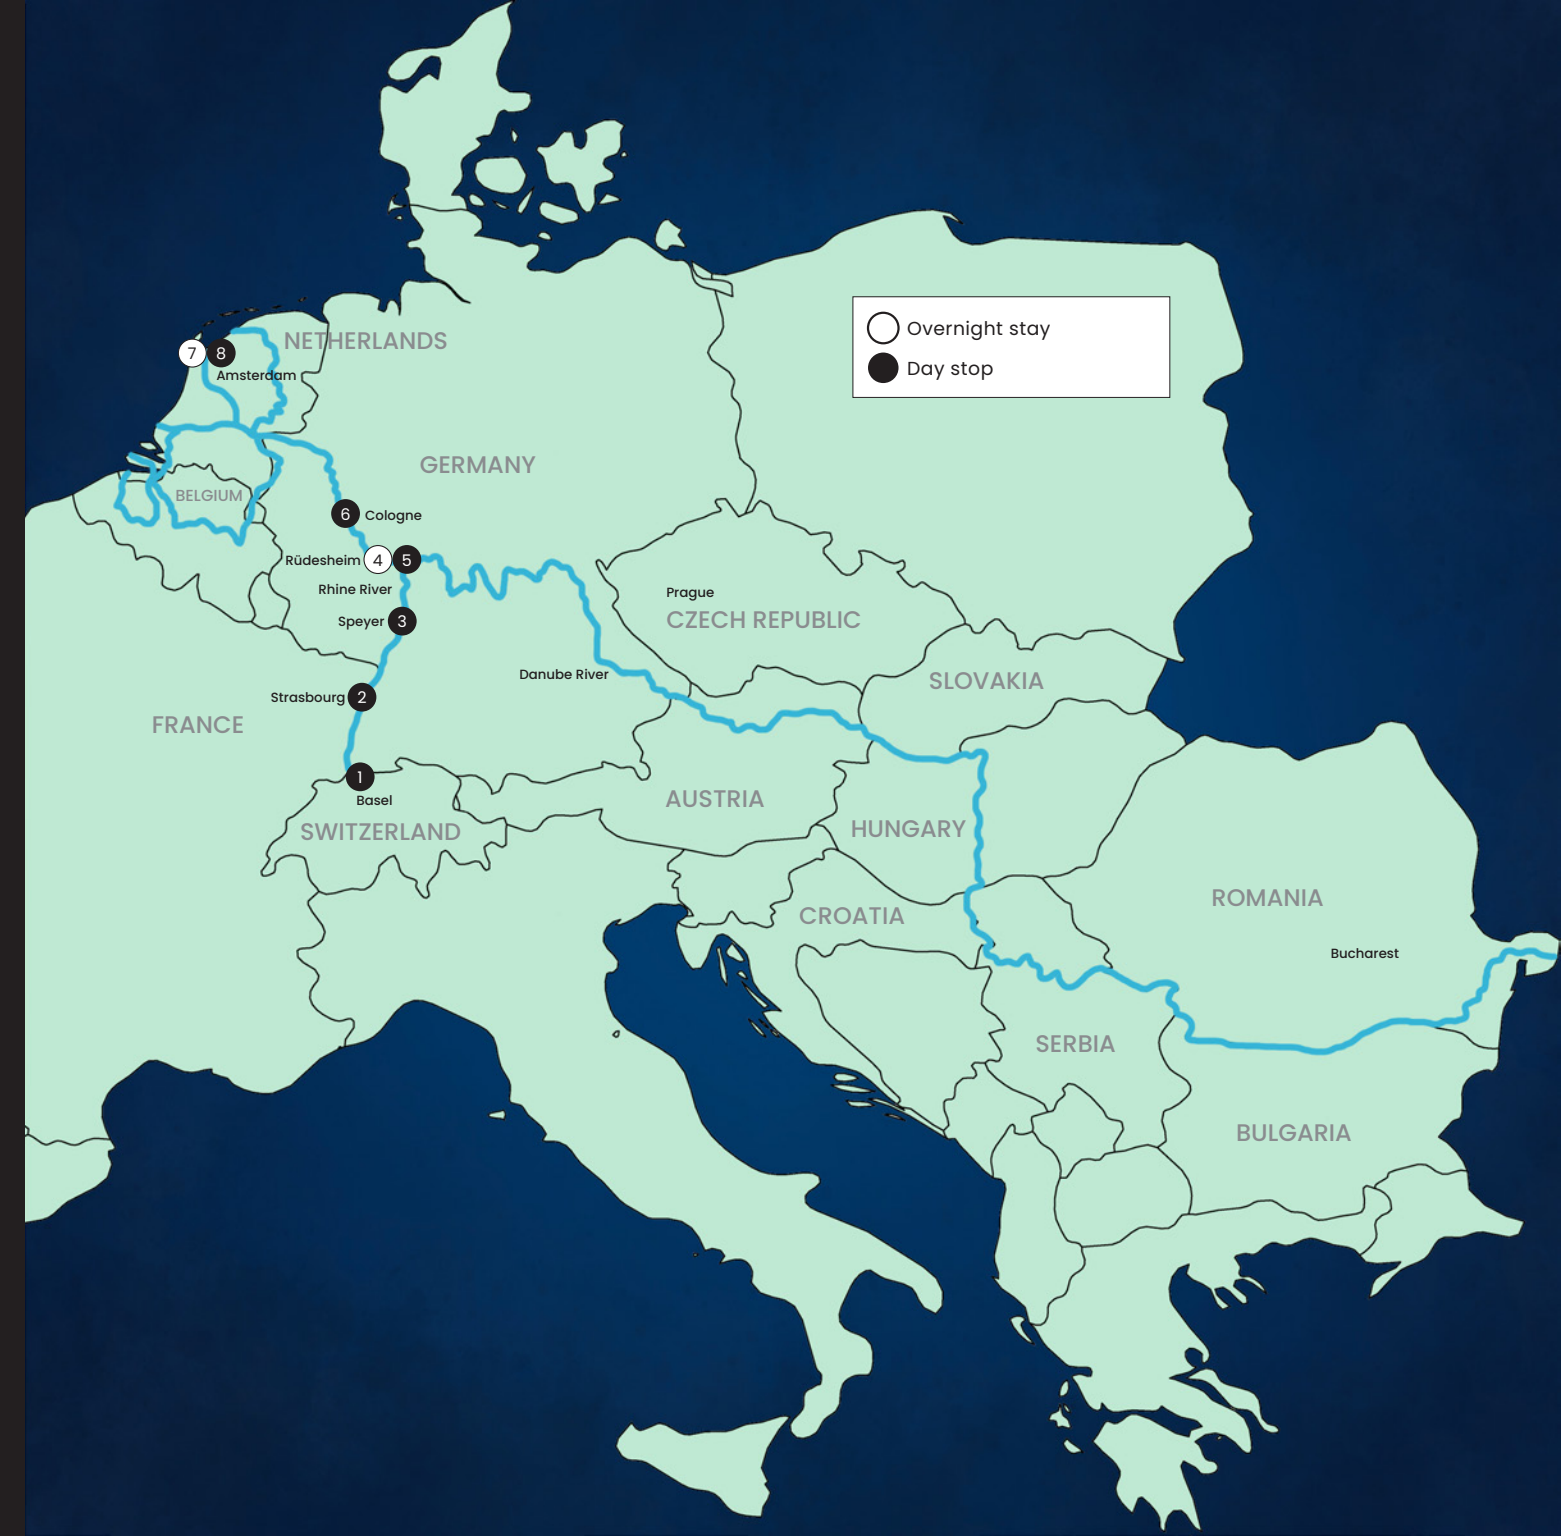 Overnight stay
Day stop
NETHERLANDS
7 8
Amsterdam
GERMANY
BELGIUM
6 Cologne
Rüdesheim 4 5
Rhine River
Prague
CZECH REPUBLIC
Speyer 3
Danube River
SLOVAKIA
Strasbourg 2
FRANCE
1
Basel
AUSTRIA
SWITZERLAND
HUNGARY
ROMANIA
CROATIA
Bucharest
SERBIA
BULGARIA